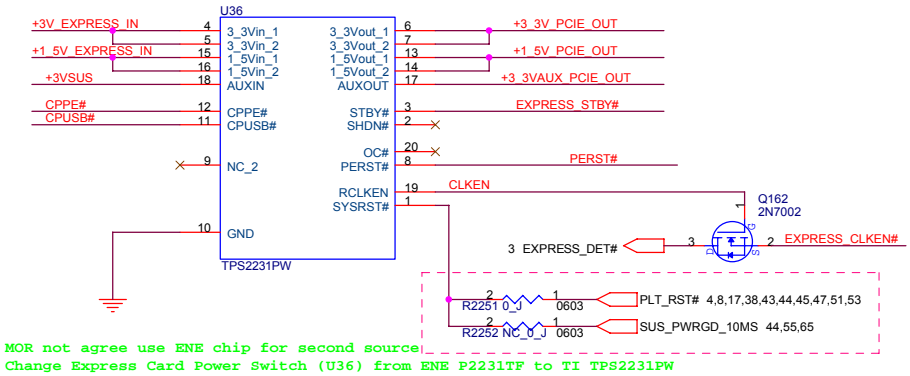 U36
+3V_EXPRESS_IN 4 3_3Vin_1 3_3Vout_1 6 +3_3V_PCIE_OUT
5 3_3Vin_2 3_3Vout_2 7
+1_5V_EXPRESS_IN 15 1_5Vin_1 1_5Vout_1 13 +1_5V_PCIE_OUT
16 1_5Vin_2 1_5Vout_2 14
+3VSUS 18 AUXIN AUXOUT 17 +3_3VAUX_PCIE_OUT
CPPE# 12 CPPE# STBY# 3 EXPRESS_STBY#
CPUSB# 11 CPUSB# SHDN# 2
OC# 20
9 NC_2 PERST# 8 PERST#
RCLKEN 19 CLKEN
SYSRST# 1
1 Q162
2N7002
10 GND
G
3 EXPRESS_DET# 3 D S 2 EXPRESS_CLKEN#
TPS2231PW
2 1 PLT_RST# 4,8,17,38,43,44,45,47,51,53
R2251 0_J 0603
2 1 SUS_PWRGD_10MS 44,55,65
R2252 NC_0_J 0603
MOR not agree use ENE chip for second source
Change Express Card Power Switch (U36) from ENE P2231TF to TI TPS2231PW